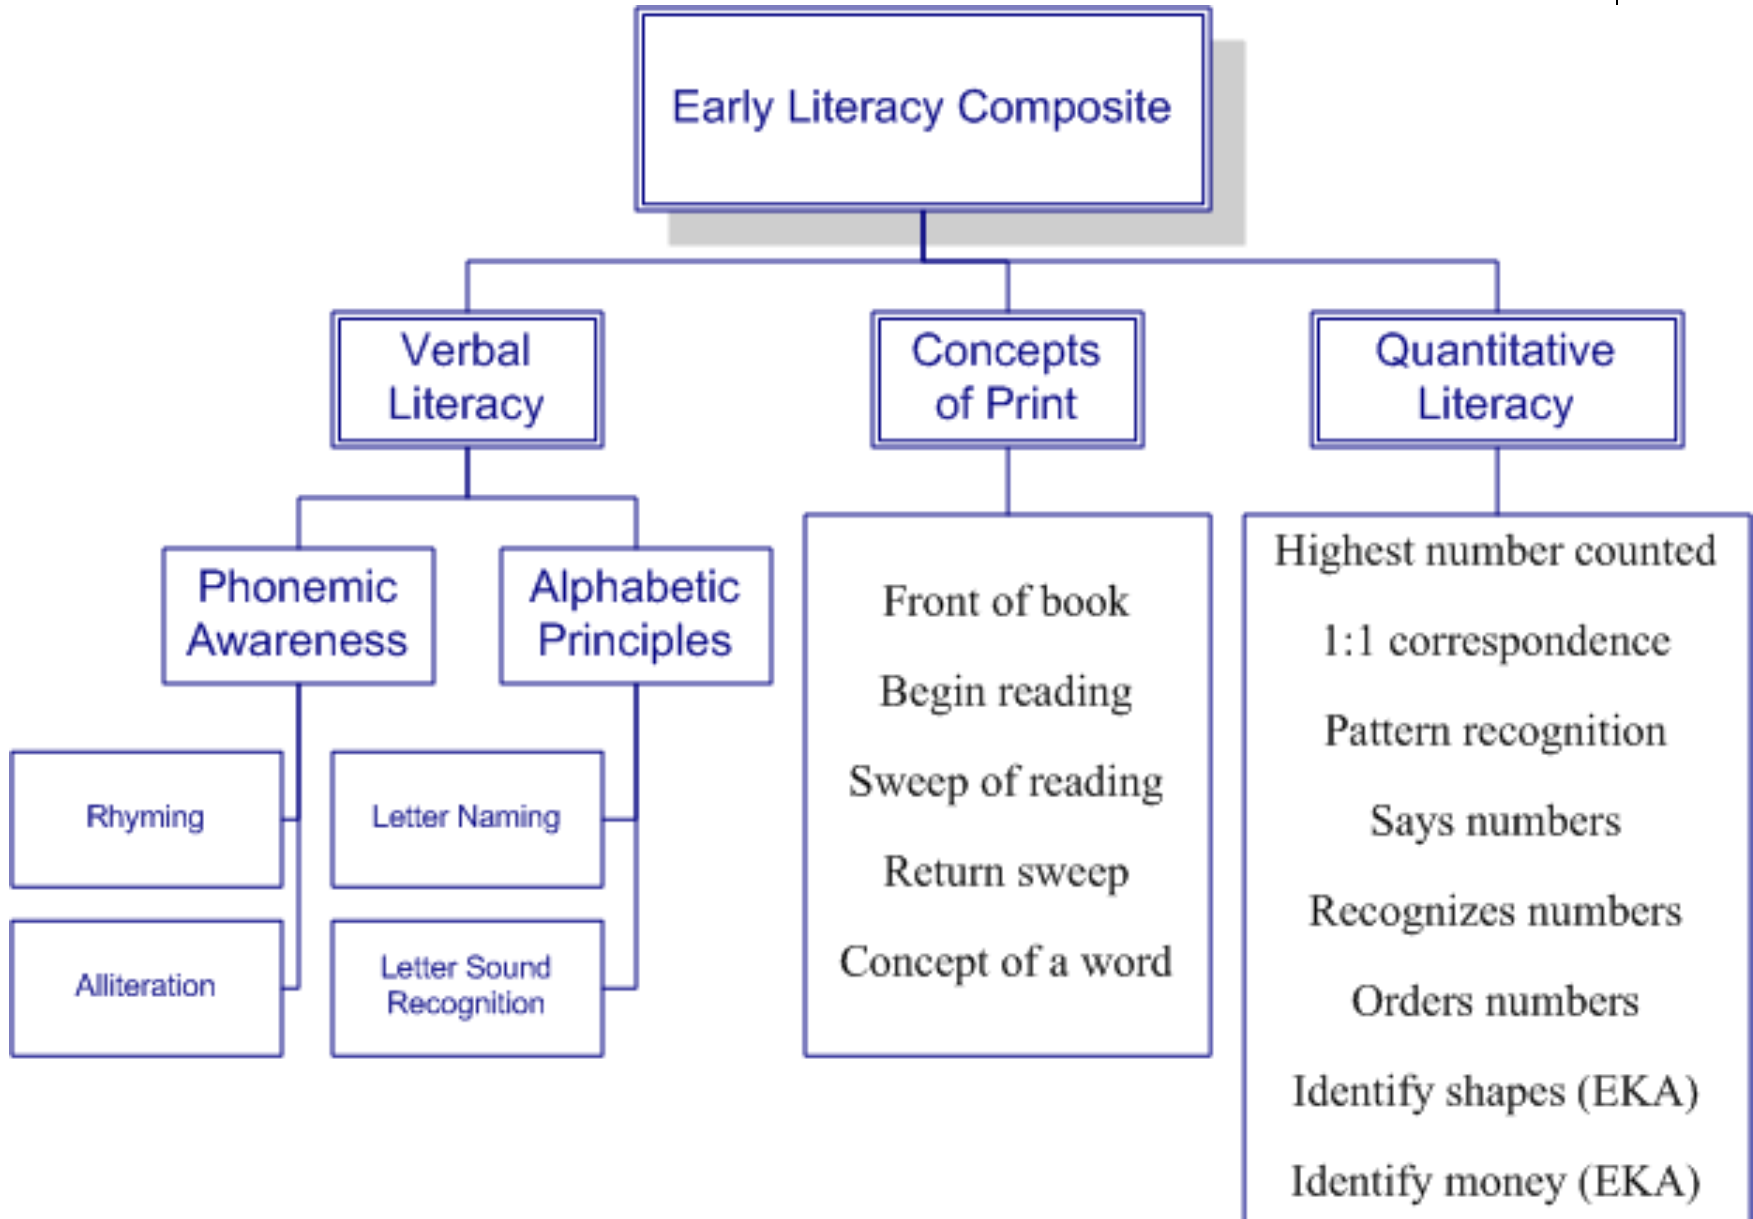 Early Literacy Composite
Verbal
Literacy
Concepts
of Print
Quantitative
Literacy
Phonemic
Awareness
Alphabetic
Principles
Rhyming
Alliteration
Letter Naming
Letter Sound
Recognition
Front of book
Begin reading
Sweep of reading
Return sweep
Concept of a word
Highest number counted
1:1 correspondence
Pattern recognition
Says numbers
Recognizes numbers
Orders numbers
Identify shapes (EKA)
Identify money (EKA)